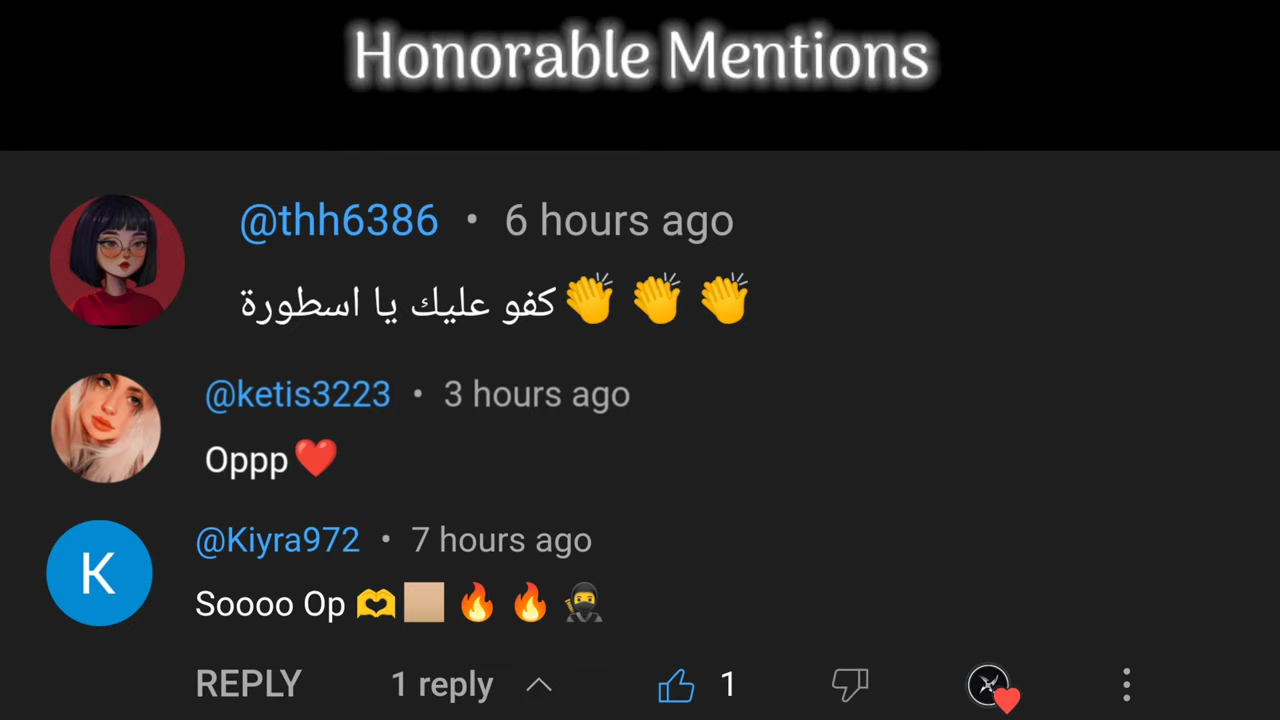 Honorable Mentions
@thh6386 • 6 hours ago
كفو عليك يا اسطورة👏👏👏
@ketis3223 • 3 hours ago
Oppp❤️
K
@Kiyra972 • 7 hours ago
Soooo Op 🫶🏼🔥🔥🥷
REPLY 1 reply 1